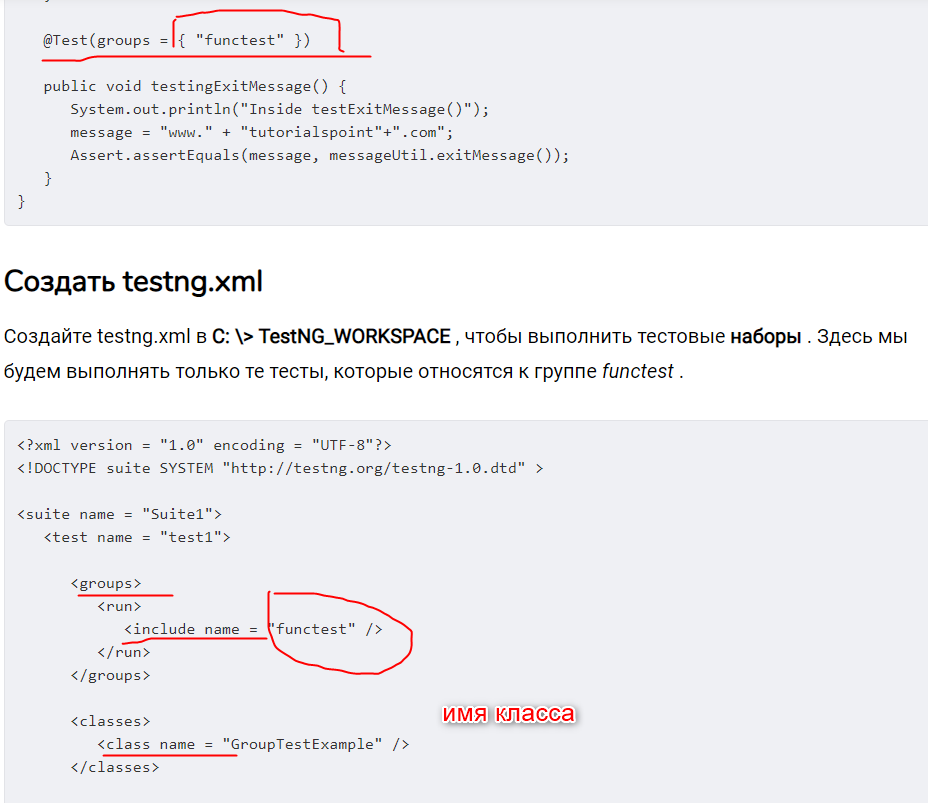 @Test(groups = { "functest" })
public void testingExitMessage() {
System.out.println("Inside testExitMessage()");
message = "www." + "tutorialspoint"+".com";
Assert.assertEquals(message, messageUtil.exitMessage());
}
}
Создать testng.xml
Создайте testng.xml в C: \> TestNG_WORKSPACE , чтобы выполнить тестовые наборы . Здесь мы
будем выполнять только те тесты, которые относятся к группе functest .
<?xml version = "1.0" encoding = "UTF-8"?>
<!DOCTYPE suite SYSTEM "http://testng.org/testng-1.0.dtd" >
<suite name = "Suite1">
<test name = "test1">
<groups>
<run>
<include name = "functest" />
</run>
</groups>
имя класса
<classes>
<class name = "GroupTestExample" />
</classes>